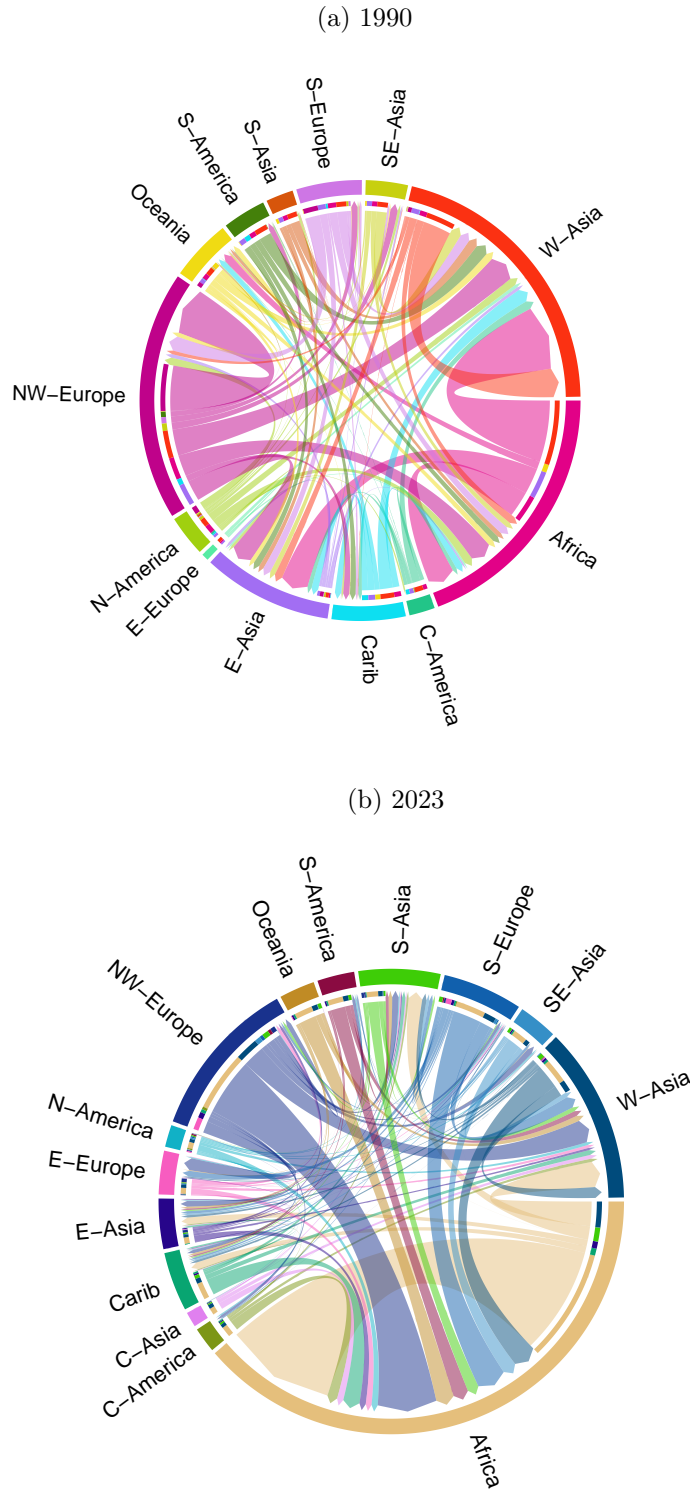 (a) 1990
S−Europe
SE−Asia
S−Asia
S−America
W−Asia
Oceania
NW−Europe
Africa
N−America
E−Europe
E−Asia
Carib
C−America
(b) 2023
S−America
S−Asia
Oceania
S−Europe
SE−Asia
NW−Europe
W−Asia
N−America
E−Europe
E−Asia
Carib
C−Asia
C−America
Africa